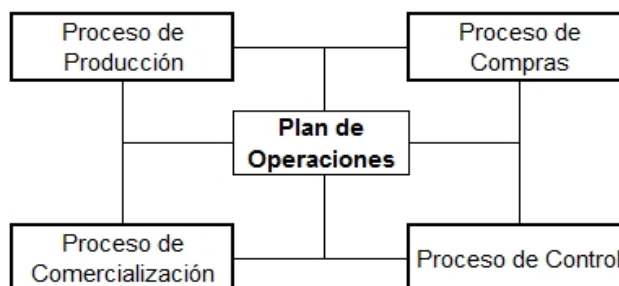 Proceso de
Producción
Proceso de
Compras
Plan de
Operaciones
Proceso de
Comercialización
Proceso de Control